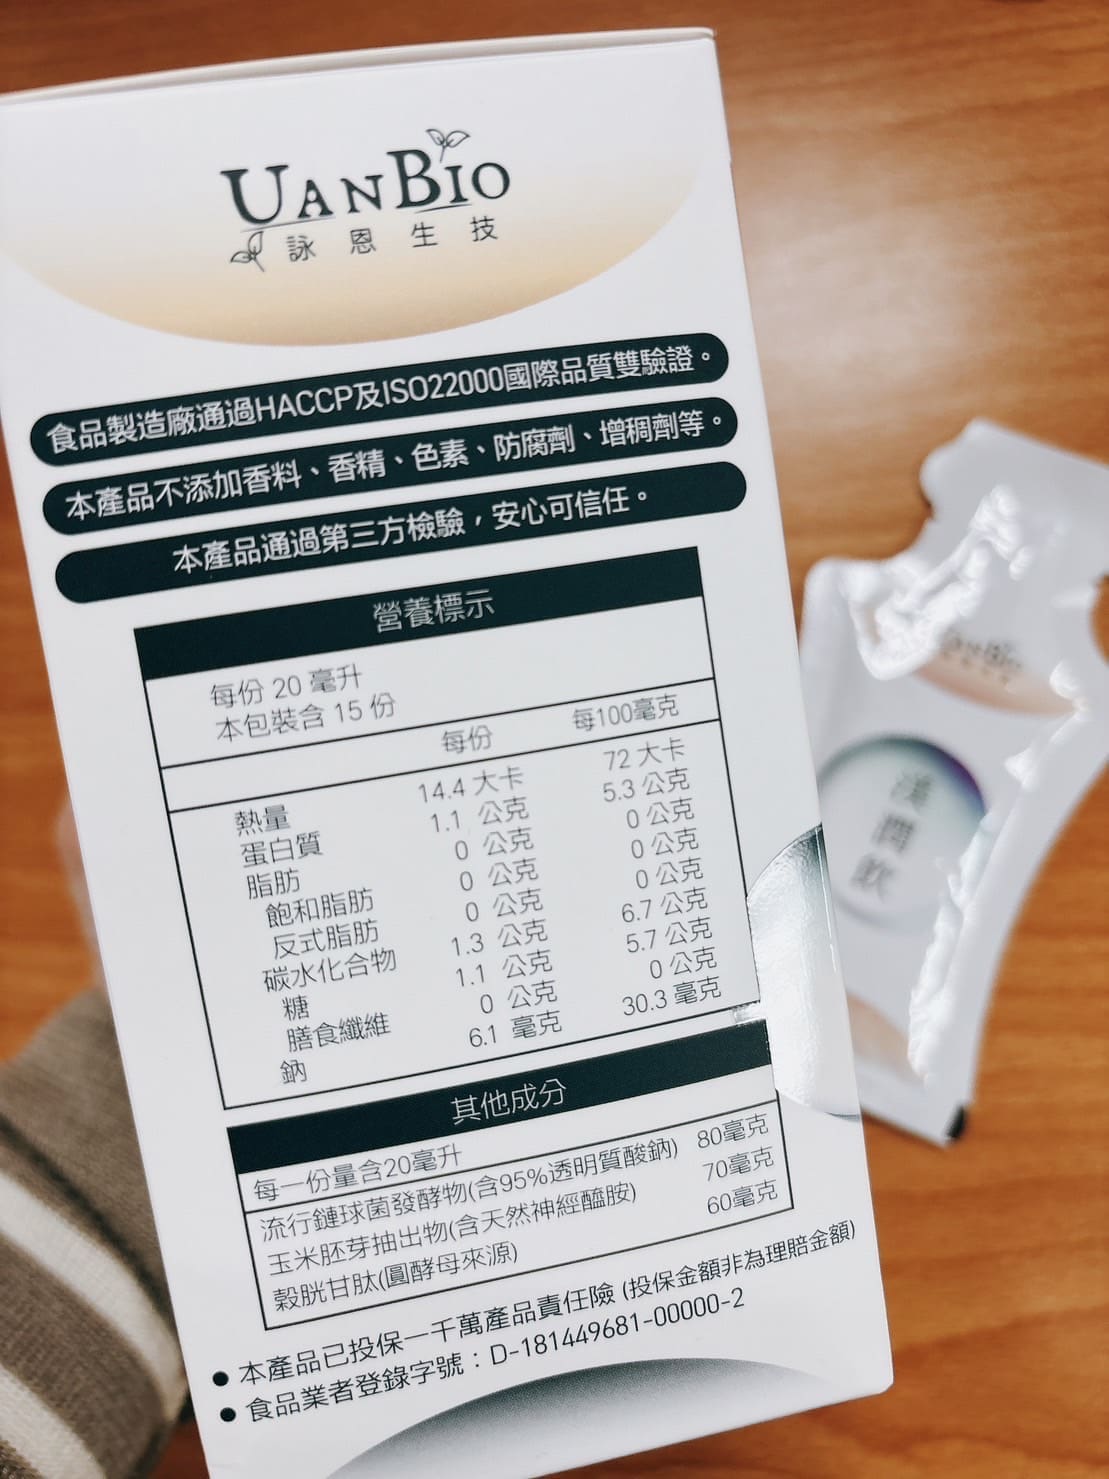 UANBIO
詠恩生技
食品製造廠通過HACCP及ISO22000國際品質雙驗證。
本產品不添加香料、香精、色素、防腐劑、增稠劑等。
本產品通過第三方檢驗，安心可信任。
營養標示
每份 20 毫升
本包裝含 15 份
每份 每100毫克
熱量 14.4 大卡 72 大卡
蛋白質 1.1 公克 5.3 公克
脂肪 0 公克 0 公克
飽和脂肪 0 公克 0 公克
反式脂肪 0 公克 0 公克
碳水化合物 1.3 公克 6.7 公克
糖 1.1 公克 5.7 公克
膳食纖維 0 公克 0 公克
鈉 6.1 毫克 30.3 毫克
其他成分
每一份量含20毫升
流行鏈球菌發酵物(含95%透明質酸鈉) 80毫克
玉米胚芽抽出物(含天然神經醯胺) 70毫克
榖胱甘肽(圓酵母來源) 60毫克
• 本產品已投保一千萬產品責任險 (投保金額非為理賠金額)
• 食品業者登錄字號：D-181449681-00000-2
UANBIO
潤飲